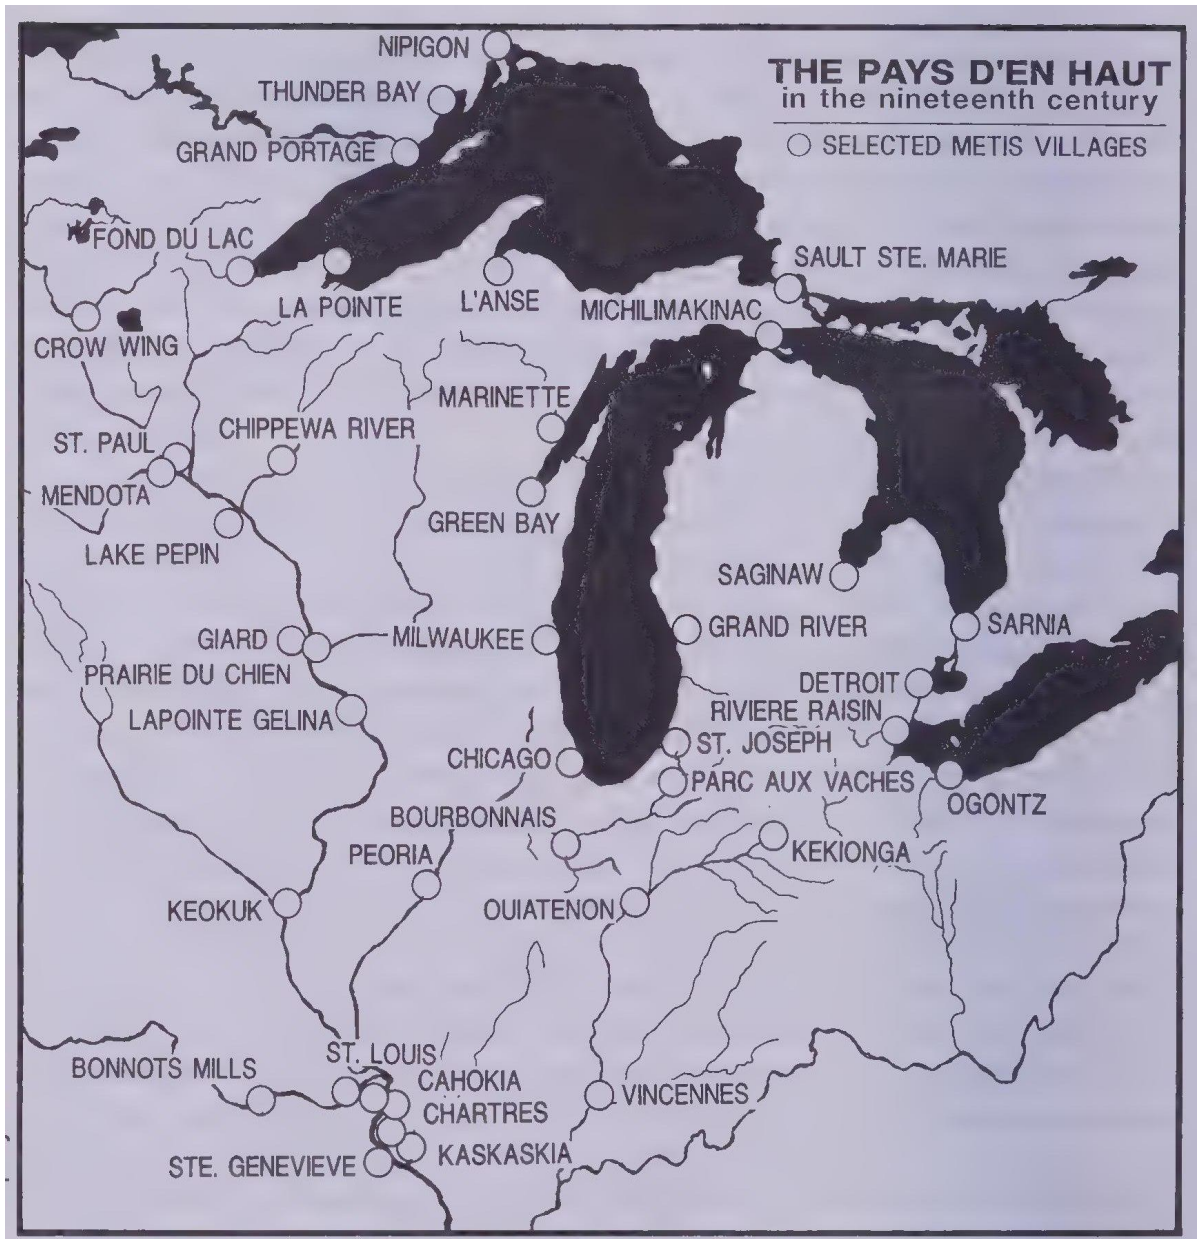 NIPIGON
THE PAYS D'EN HAUT
in the nineteenth century
THUNDER BAY
SELECTED METIS VILLAGES
GRAND PORTAGE
FOND DU LAC
SAULT STE. MARIE
LA POINTE
L'ANSE
MICHILIMAKINAC
CROW WING
MARINETTE
ST. PAUL
CHIPPEWA RIVER
MENDOTA
GREEN BAY
LAKE PEPIN
SAGINAW
GIARD
MILWAUKEE
GRAND RIVER
SARNIA
PRAIRIE DU CHIEN
DETROIT
LAPOINTE GELINA
RIVIERE RAISIN
CHICAGO
ST. JOSEPH
PARC AUX VACHES
OGONTZ
BOURBONNAIS
PEORIA
KEKIONGA
KEOKUK
OUIATENON
ST. LOUIS
BONNOTS MILLS
CAHOKIA
VINCENNES
CHARTRES
STE. GENEVIEVE
KASKASKIA